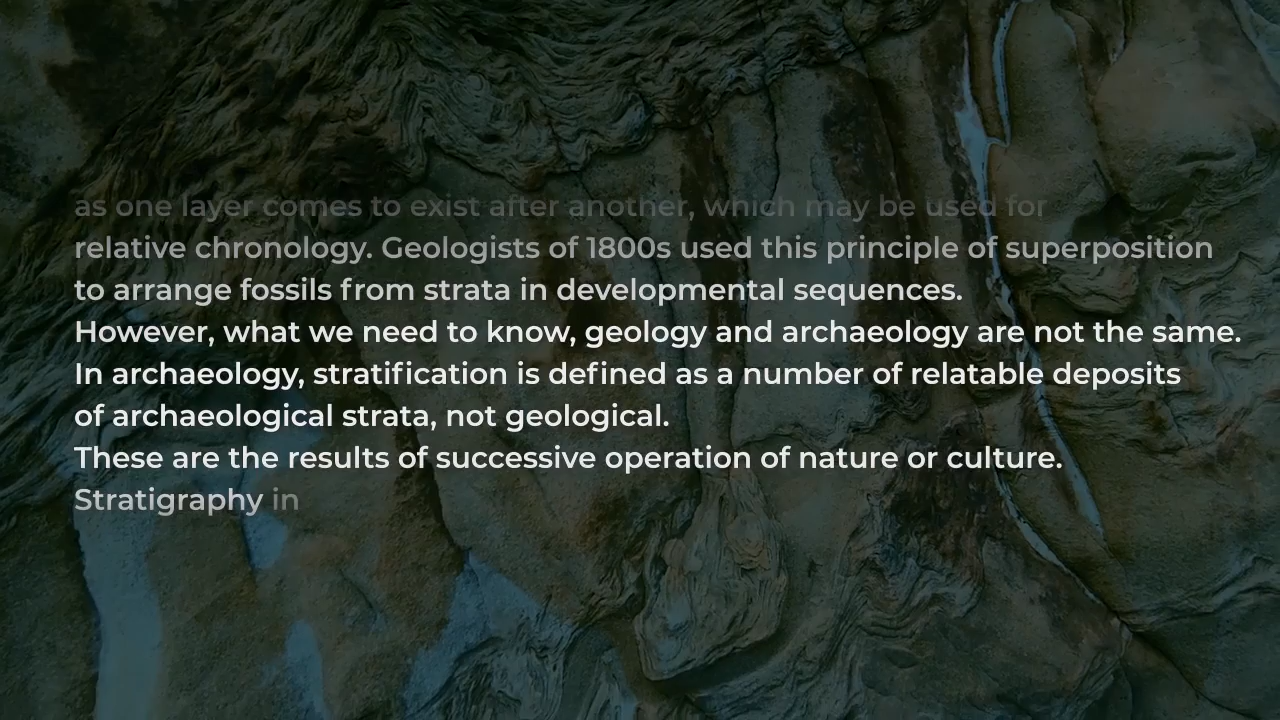 as one layer comes to exist after another, which may be used for
relative chronology. Geologists of 1800s used this principle of superposition
to arrange fossils from strata in developmental sequences.
However, what we need to know, geology and archaeology are not the same.
In archaeology, stratification is defined as a number of relatable deposits
of archaeological strata, not geological.
These are the results of successive operation of nature or culture.
Stratigraphy in